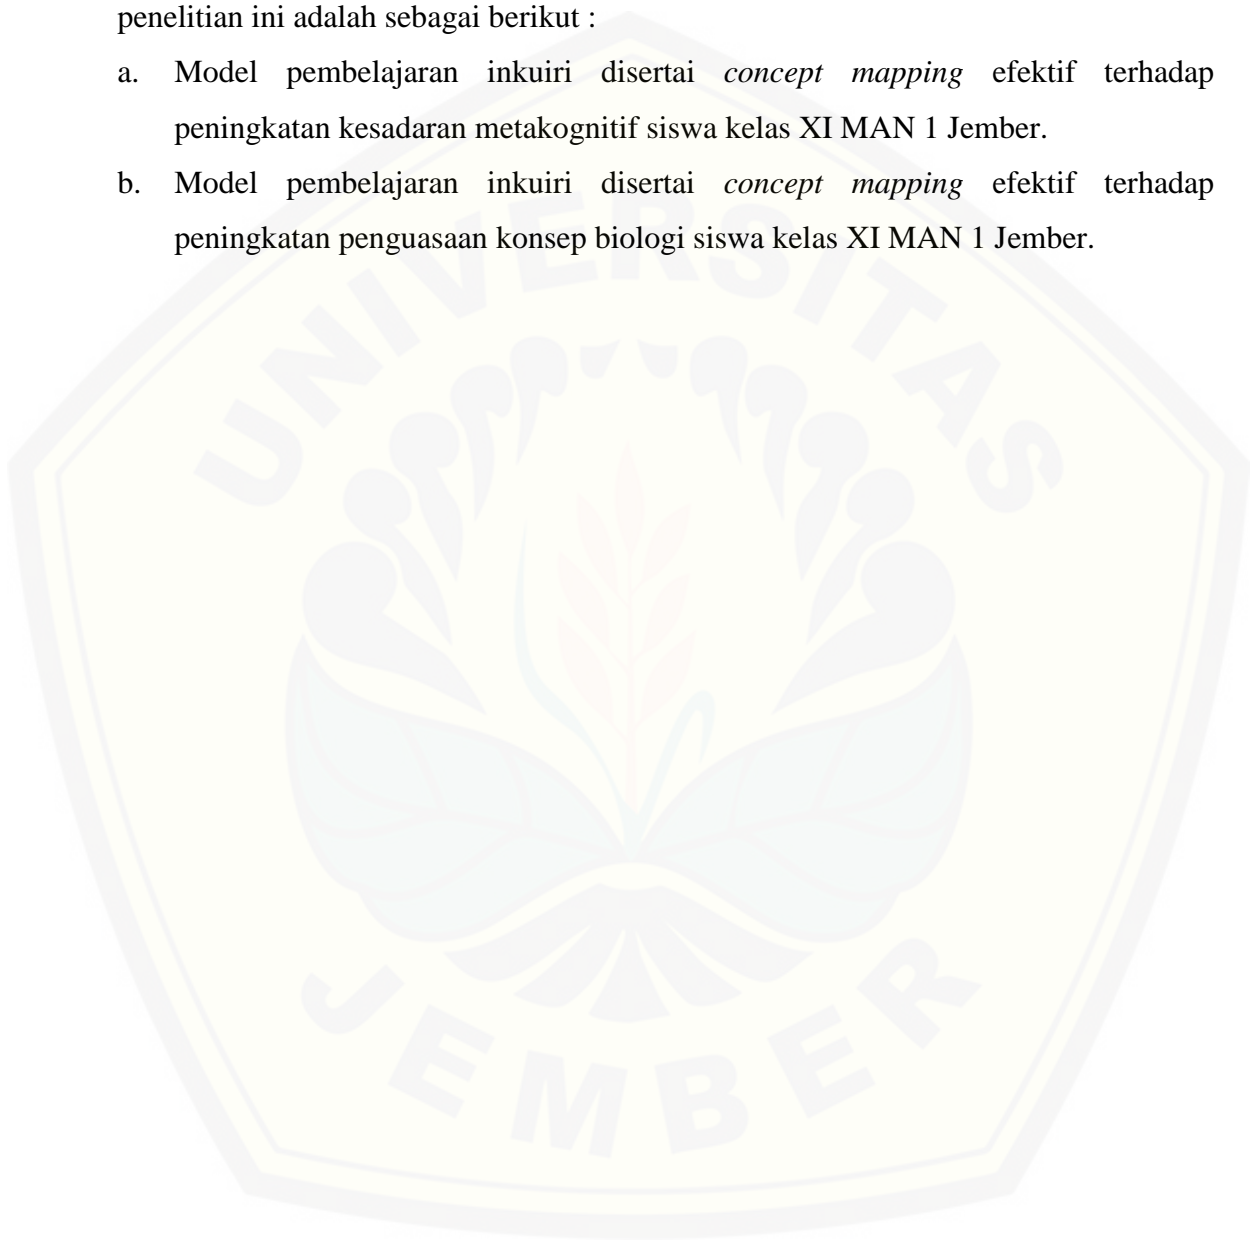 penelitian ini adalah sebagai berikut :
a. Model pembelajaran inkuiri disertai concept mapping efektif terhadap
peningkatan kesadaran metakognitif siswa kelas XI MAN 1 Jember.
b. Model pembelajaran inkuiri disertai concept mapping efektif terhadap
peningkatan penguasaan konsep biologi siswa kelas XI MAN 1 Jember.
UNIVERSITAS
JEMBER